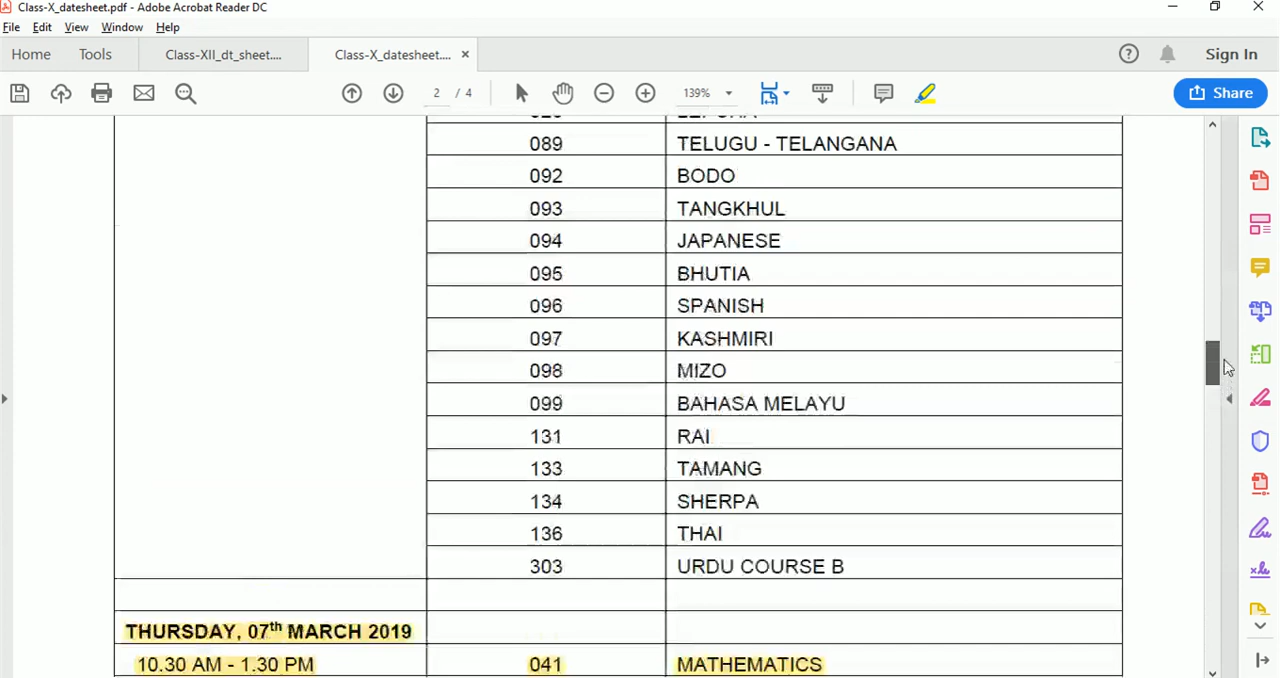 Class-X_datesheet.pdf - Adobe Acrobat Reader DC
File Edit View Window Help
Home Tools Class-XII_dt_sheet.... Class-X_datesheet.... × Sign In
2 / 4 139% Share
089 TELUGU - TELANGANA
092 BODO
093 TANGKHUL
094 JAPANESE
095 BHUTIA
096 SPANISH
097 KASHMIRI
098 MIZO
099 BAHASA MELAYU
131 RAI
133 TAMANG
134 SHERPA
136 THAI
303 URDU COURSE B
THURSDAY, 07th MARCH 2019
10.30 AM - 1.30 PM 041 MATHEMATICS